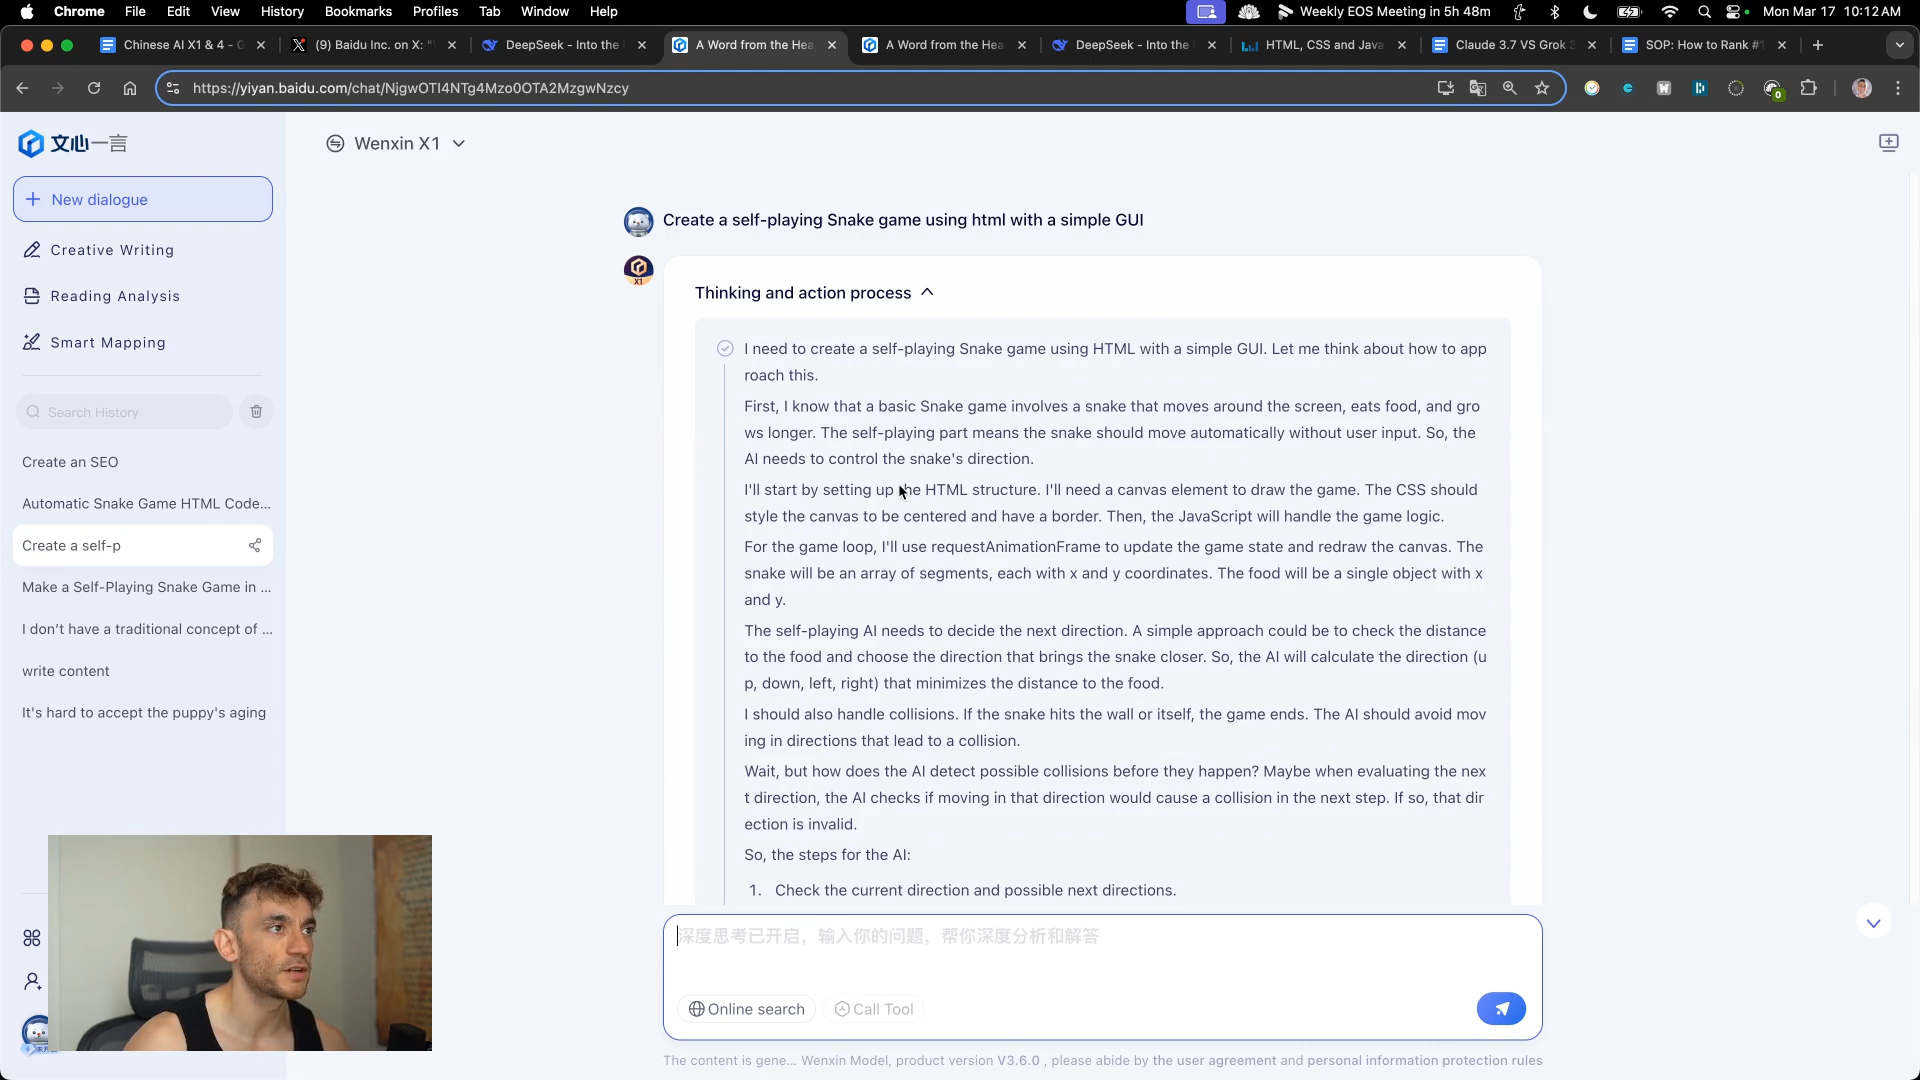 Chrome File Edit View History Bookmarks Profiles Tab Window Help
Weekly EOS Meeting in 5h 48m
Mon Mar 17 10:12 AM
Chinese AI X1 & 4 - G
(9) Baidu Inc. on X: "
DeepSeek - Into the
A Word from the Hea
A Word from the Hea
DeepSeek - Into the
HTML, CSS and Java
Claude 3.7 VS Grok 3
SOP: How to Rank #1
https://yiyan.baidu.com/chat/NjgwOTI4NTg4Mzo0OTA2MzgwNzcy
0
文心一言
Wenxin X1
New dialogue
Creative Writing
Reading Analysis
Smart Mapping
Search History
Create an SEO
Automatic Snake Game HTML Code...
Create a self-p
Make a Self-Playing Snake Game in ...
I don't have a traditional concept of ...
write content
It's hard to accept the puppy's aging
Create a self-playing Snake game using html with a simple GUI
X1
Thinking and action process
I need to create a self-playing Snake game using HTML with a simple GUI. Let me think about how to app
roach this.
First, I know that a basic Snake game involves a snake that moves around the screen, eats food, and gro
ws longer. The self-playing part means the snake should move automatically without user input. So, the
AI needs to control the snake's direction.
I'll start by setting up the HTML structure. I'll need a canvas element to draw the game. The CSS should
style the canvas to be centered and have a border. Then, the JavaScript will handle the game logic.
For the game loop, I'll use requestAnimationFrame to update the game state and redraw the canvas. The
snake will be an array of segments, each with x and y coordinates. The food will be a single object with x
and y.
The self-playing AI needs to decide the next direction. A simple approach could be to check the distance
to the food and choose the direction that brings the snake closer. So, the AI will calculate the direction (u
p, down, left, right) that minimizes the distance to the food.
I should also handle collisions. If the snake hits the wall or itself, the game ends. The AI should avoid mov
ing in directions that lead to a collision.
Wait, but how does the AI detect possible collisions before they happen? Maybe when evaluating the nex
t direction, the AI checks if moving in that direction would cause a collision in the next step. If so, that dir
ection is invalid.
So, the steps for the AI:
1. Check the current direction and possible next directions.
深度思考已开启，输入你的问题，帮你深度分析和解答
Online search
Call Tool
The content is gene... Wenxin Model, product version V3.6.0 , please abide by the user agreement and personal information protection rules